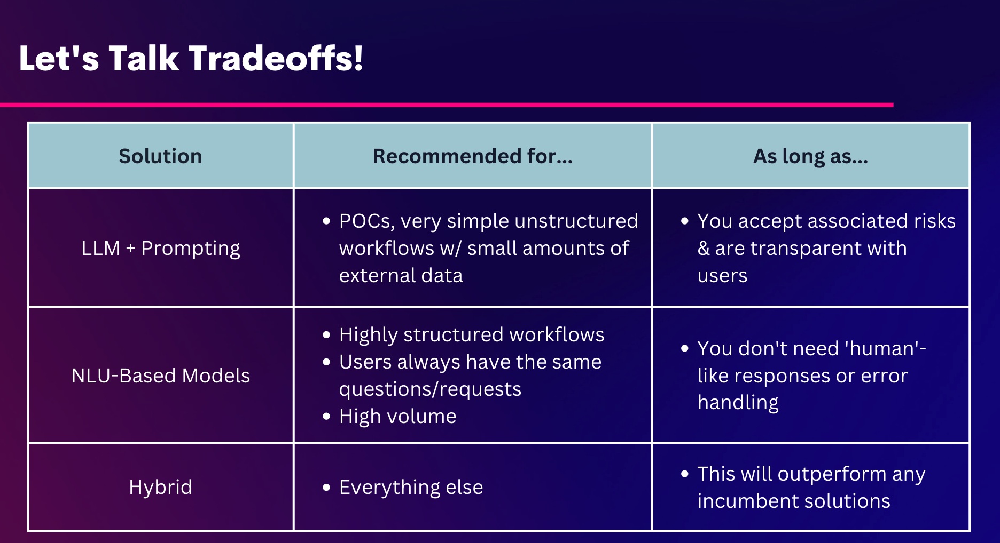 Let's Talk Tradeoffs!
Solution
Recommended for...
As long as...
LLM + Prompting
• POCs, very simple unstructured
workflows w/ small amounts of
external data
• You accept associated risks
& are transparent with
users
NLU-Based Models
• Highly structured workflows
• Users always have the same
questions/requests
• High volume
• You don't need 'human'-
like responses or error
handling
Hybrid
• Everything else
• This will outperform any
incumbent solutions